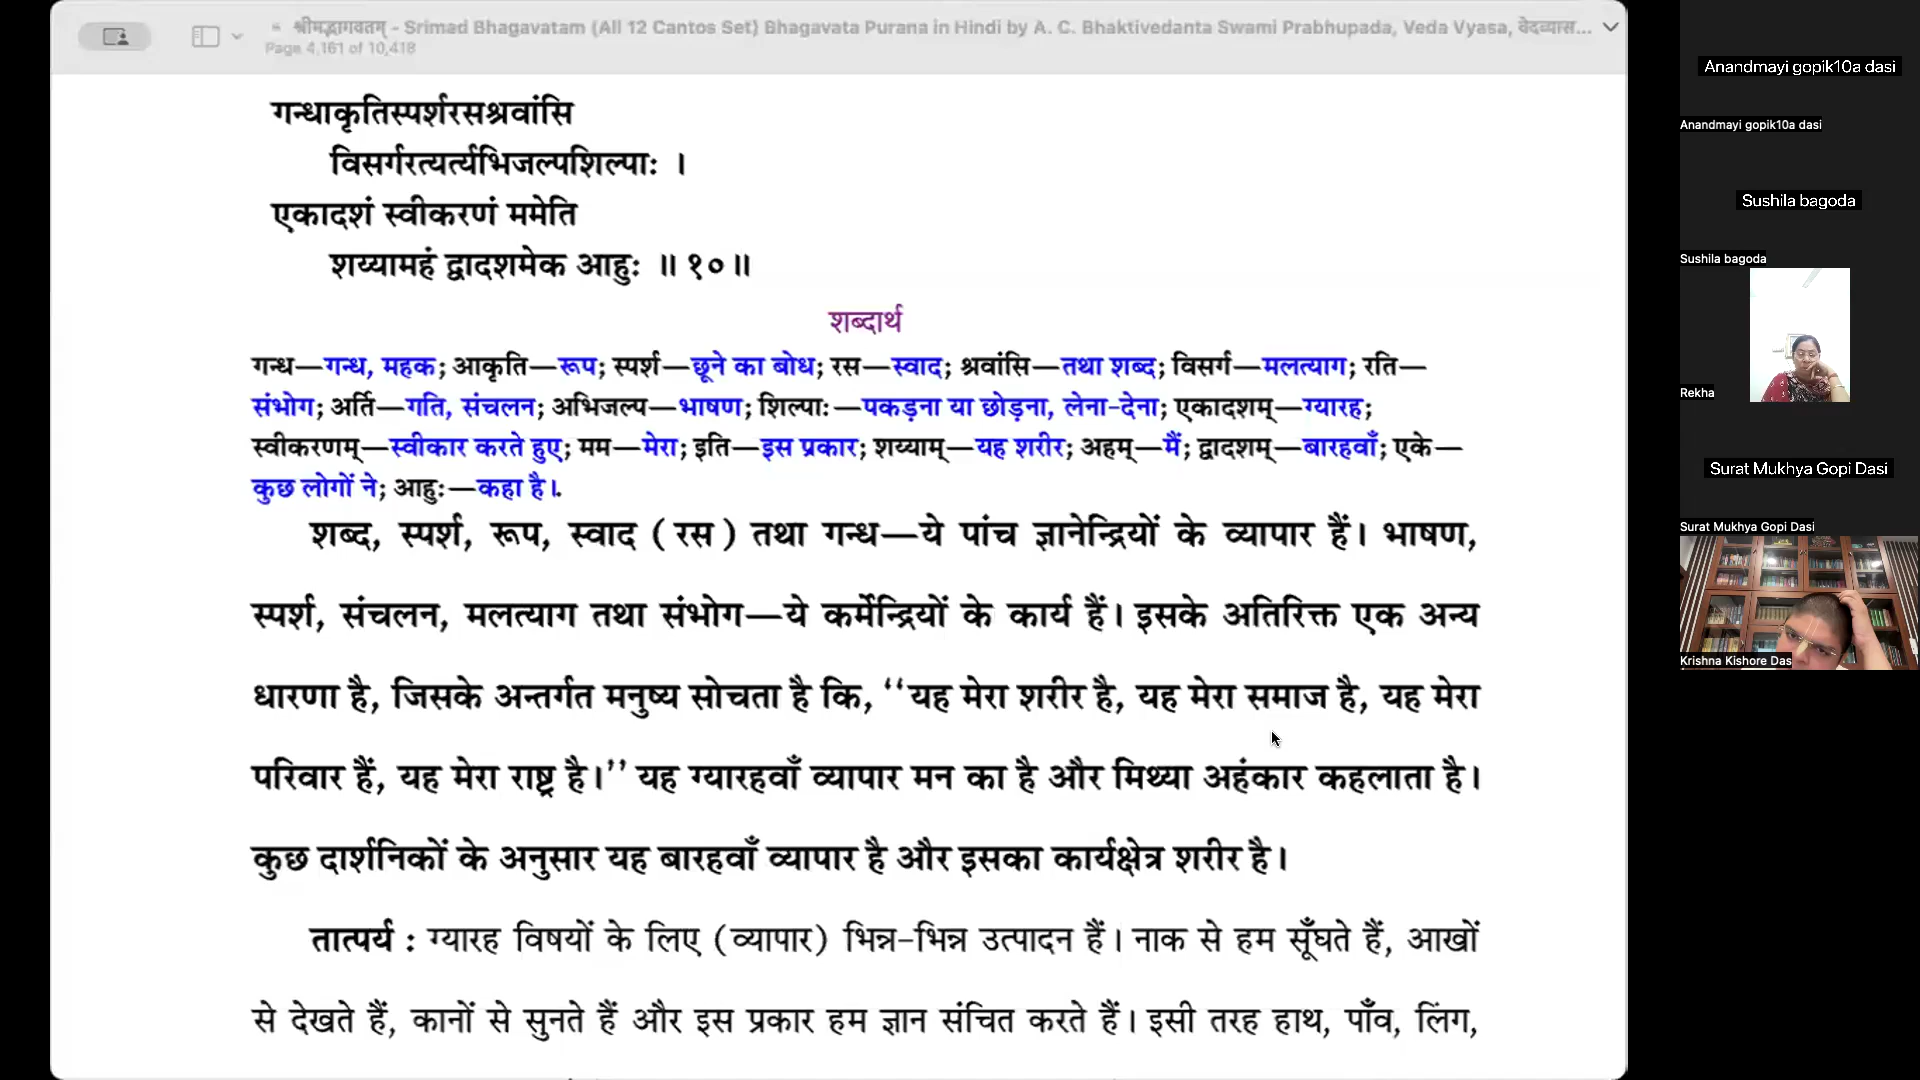 श्रीमद्भागवतम् - Srimad Bhagavatam (All 12 Cantos Set) Bhagavata Purana in Hindi by A. C. Bhaktivedanta Swami Prabhupada, Veda Vyasa, वेदव्यास...
Page 4,161 of 10,418
गन्धाकृतिस्पर्शरसश्रवांसि
विसर्गरत्यर्त्यभिजल्पशिल्पाः ।
एकादशं स्वीकरणं ममेति
शय्यामहं द्वादशमेक आहुः ॥ १०॥
शब्दार्थ
गन्ध—गन्ध, महक; आकृति—रूप; स्पर्श—छूने का बोध; रस—स्वाद; श्रवांसि—तथा शब्द; विसर्ग—मलत्याग; रति—
संभोग; अर्ति—गति, संचलन; अभिजल्प—भाषण; शिल्पाः—पकड़ना या छोड़ना, लेना-देना; एकादशम्—ग्यारह;
स्वीकरणम्—स्वीकार करते हुए; मम—मेरा; इति—इस प्रकार; शय्याम्—यह शरीर; अहम्—मैं; द्वादशम्—बारहवाँ; एके—
कुछ लोगों ने; आहुः—कहा है।.
शब्द, स्पर्श, रूप, स्वाद (रस) तथा गन्ध—ये पांच ज्ञानेन्द्रियों के व्यापार हैं। भाषण,
स्पर्श, संचलन, मलत्याग तथा संभोग—ये कर्मेन्द्रियों के कार्य हैं। इसके अतिरिक्त एक अन्य
धारणा है, जिसके अन्तर्गत मनुष्य सोचता है कि, ‘‘यह मेरा शरीर है, यह मेरा समाज है, यह मेरा
परिवार हैं, यह मेरा राष्ट्र है।’’ यह ग्यारहवाँ व्यापार मन का है और मिथ्या अहंकार कहलाता है।
कुछ दार्शनिकों के अनुसार यह बारहवाँ व्यापार है और इसका कार्यक्षेत्र शरीर है।
तात्पर्य : ग्यारह विषयों के लिए (व्यापार) भिन्न-भिन्न उत्पादन हैं। नाक से हम सूँघते हैं, आखों
से देखते हैं, कानों से सुनते हैं और इस प्रकार हम ज्ञान संचित करते हैं। इसी तरह हाथ, पाँव, लिंग,
Anandmayi gopik10a dasi
Anandmayi gopik10a dasi
Sushila bagoda
Sushila bagoda
Rekha
Surat Mukhya Gopi Dasi
Surat Mukhya Gopi Dasi
Krishna Kishore Das